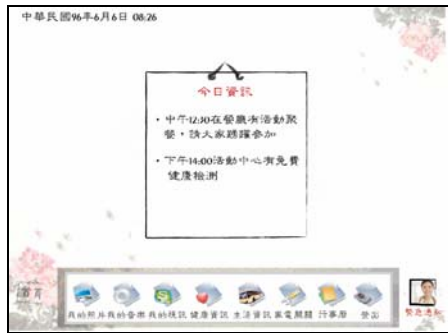 中華民國96年6月6日 08:26
今日資訊
・中午12:30在餐廳有活動聚
餐,請大家踴躍參加
・下午14:00活動中心有免費
健康檢測
首頁
我的照片 我的音樂 我的視訊 健康資訊 生活資訊 家電開關 行事曆 登出
緊急通知